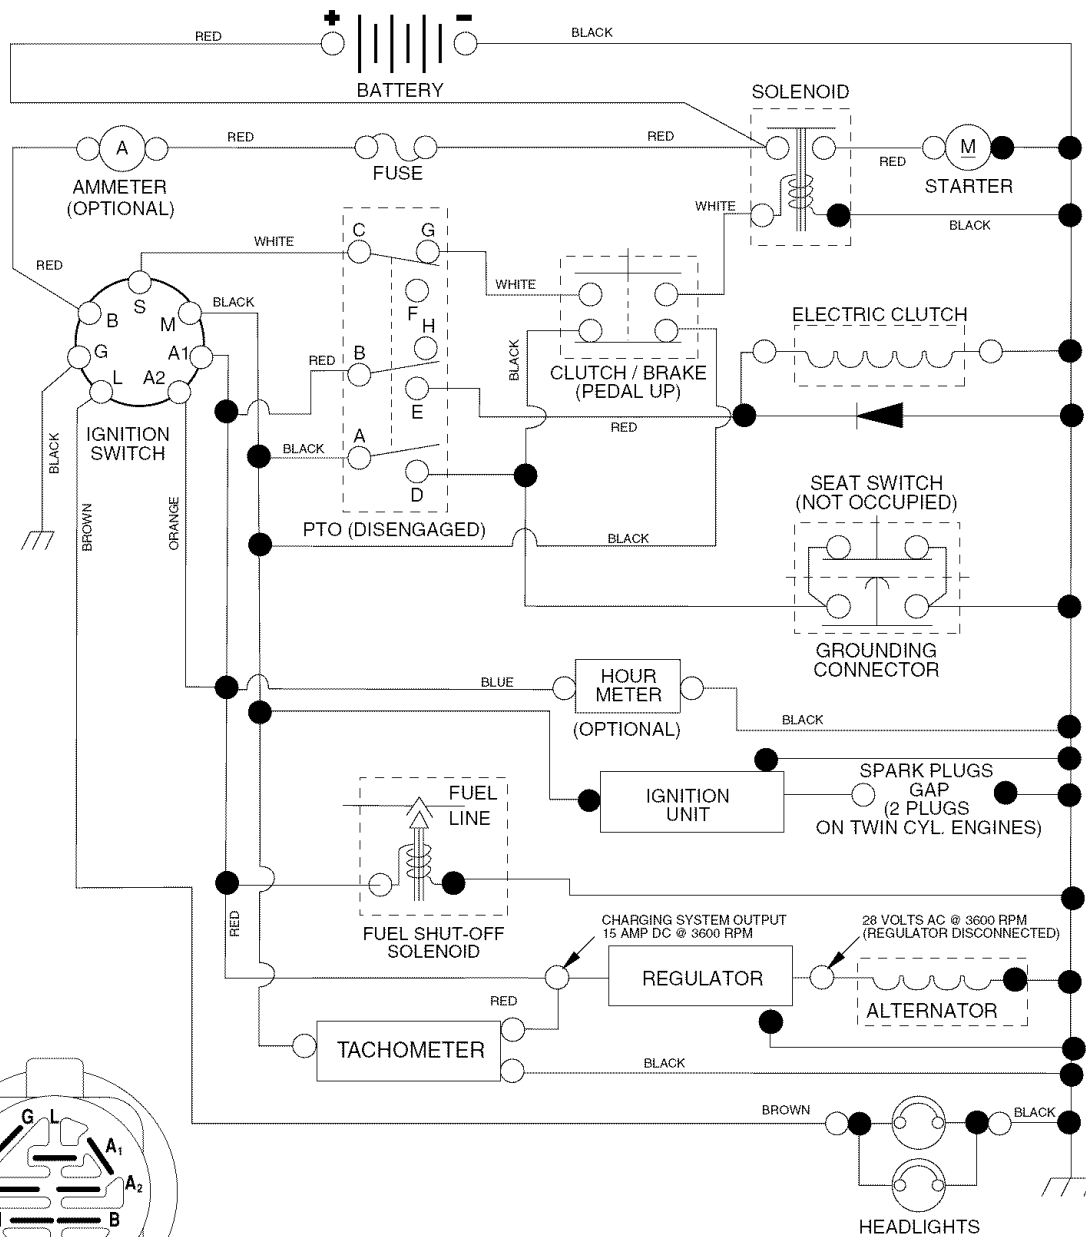 + -
RED
BLACK
BATTERY
SOLENOID
A
RED
RED
RED
M
AMMETER
(OPTIONAL)
FUSE
STARTER
WHITE
BLACK
WHITE
C
G
RED
S
B
M
BLACK
F
WHITE
ELECTRIC CLUTCH
G
A1
H
L
A2
RED
B
BLACK
CLUTCH / BRAKE
(PEDAL UP)
E
RED
IGNITION
SWITCH
BLACK
BLACK
A
D
SEAT SWITCH
(NOT OCCUPIED)
BROWN
ORANGE
PTO (DISENGAGED)
BLACK
GROUNDING
CONNECTOR
BLUE
HOUR
METER
(OPTIONAL)
BLACK
IGNITION
UNIT
SPARK PLUGS
GAP
(2 PLUGS
ON TWIN CYL. ENGINES)
FUEL
LINE
RED
FUEL SHUT-OFF
SOLENOID
CHARGING SYSTEM OUTPUT
15 AMP DC @ 3600 RPM
28 VOLTS AC @ 3600 RPM
(REGULATOR DISCONNECTED)
REGULATOR
ALTERNATOR
RED
TACHOMETER
BLACK
BROWN
BLACK
HEADLIGHTS
G
L
A1
A2
B